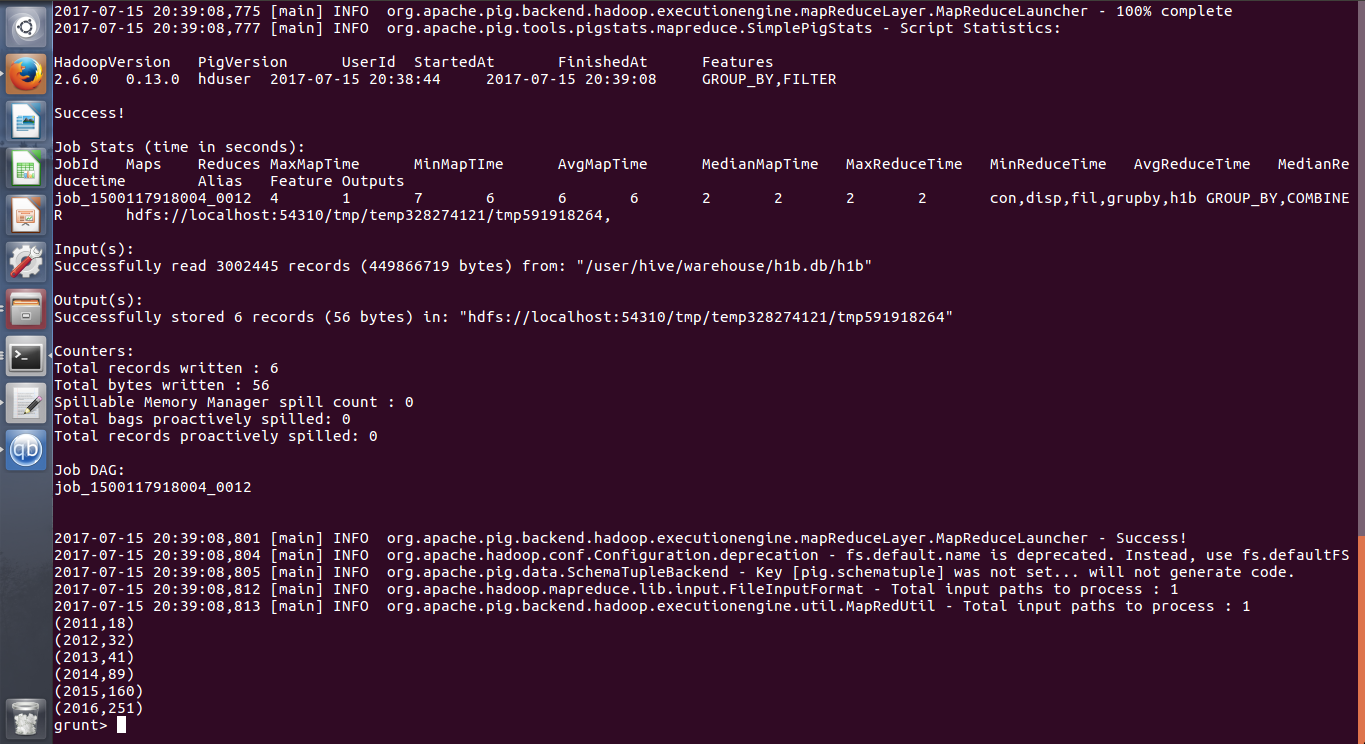 2017-07-15 20:39:08,775 [main] INFO  org.apache.pig.backend.hadoop.executionengine.mapReduceLayer.MapReduceLauncher - 100% complete
2017-07-15 20:39:08,777 [main] INFO  org.apache.pig.tools.pigstats.mapreduce.SimplePigStats - Script Statistics:
HadoopVersion   PigVersion      UserId  StartedAt       FinishedAt      Features
2.6.0   0.13.0  hduser  2017-07-15 20:38:44     2017-07-15 20:39:08     GROUP_BY,FILTER
Success!
Job Stats (time in seconds):
JobId   Maps    Reduces MaxMapTime      MinMapTIme      AvgMapTime      MedianMapTime   MaxReduceTime   MinReduceTime   AvgReduceTime   MedianRe
ducetime        Alias   Feature Outputs
job_1500117918004_0012  4       1       7       6       6       6       2       2       2       2       con,disp,fil,grupby,h1b GROUP_BY,COMBINE
R       hdfs://localhost:54310/tmp/temp328274121/tmp591918264,
Input(s):
Successfully read 3002445 records (449866719 bytes) from: "/user/hive/warehouse/h1b.db/h1b"
Output(s):
Successfully stored 6 records (56 bytes) in: "hdfs://localhost:54310/tmp/temp328274121/tmp591918264"
Counters:
Total records written : 6
Total bytes written : 56
Spillable Memory Manager spill count : 0
Total bags proactively spilled: 0
Total records proactively spilled: 0
Job DAG:
job_1500117918004_0012
2017-07-15 20:39:08,801 [main] INFO  org.apache.pig.backend.hadoop.executionengine.mapReduceLayer.MapReduceLauncher - Success!
2017-07-15 20:39:08,804 [main] INFO  org.apache.hadoop.conf.Configuration.deprecation - fs.default.name is deprecated. Instead, use fs.defaultFS
2017-07-15 20:39:08,805 [main] INFO  org.apache.pig.data.SchemaTupleBackend - Key [pig.schematuple] was not set... will not generate code.
2017-07-15 20:39:08,812 [main] INFO  org.apache.hadoop.mapreduce.lib.input.FileInputFormat - Total input paths to process : 1
2017-07-15 20:39:08,813 [main] INFO  org.apache.pig.backend.hadoop.executionengine.util.MapRedUtil - Total input paths to process : 1
(2011,18)
(2012,32)
(2013,41)
(2014,89)
(2015,160)
(2016,251)
grunt>
qb